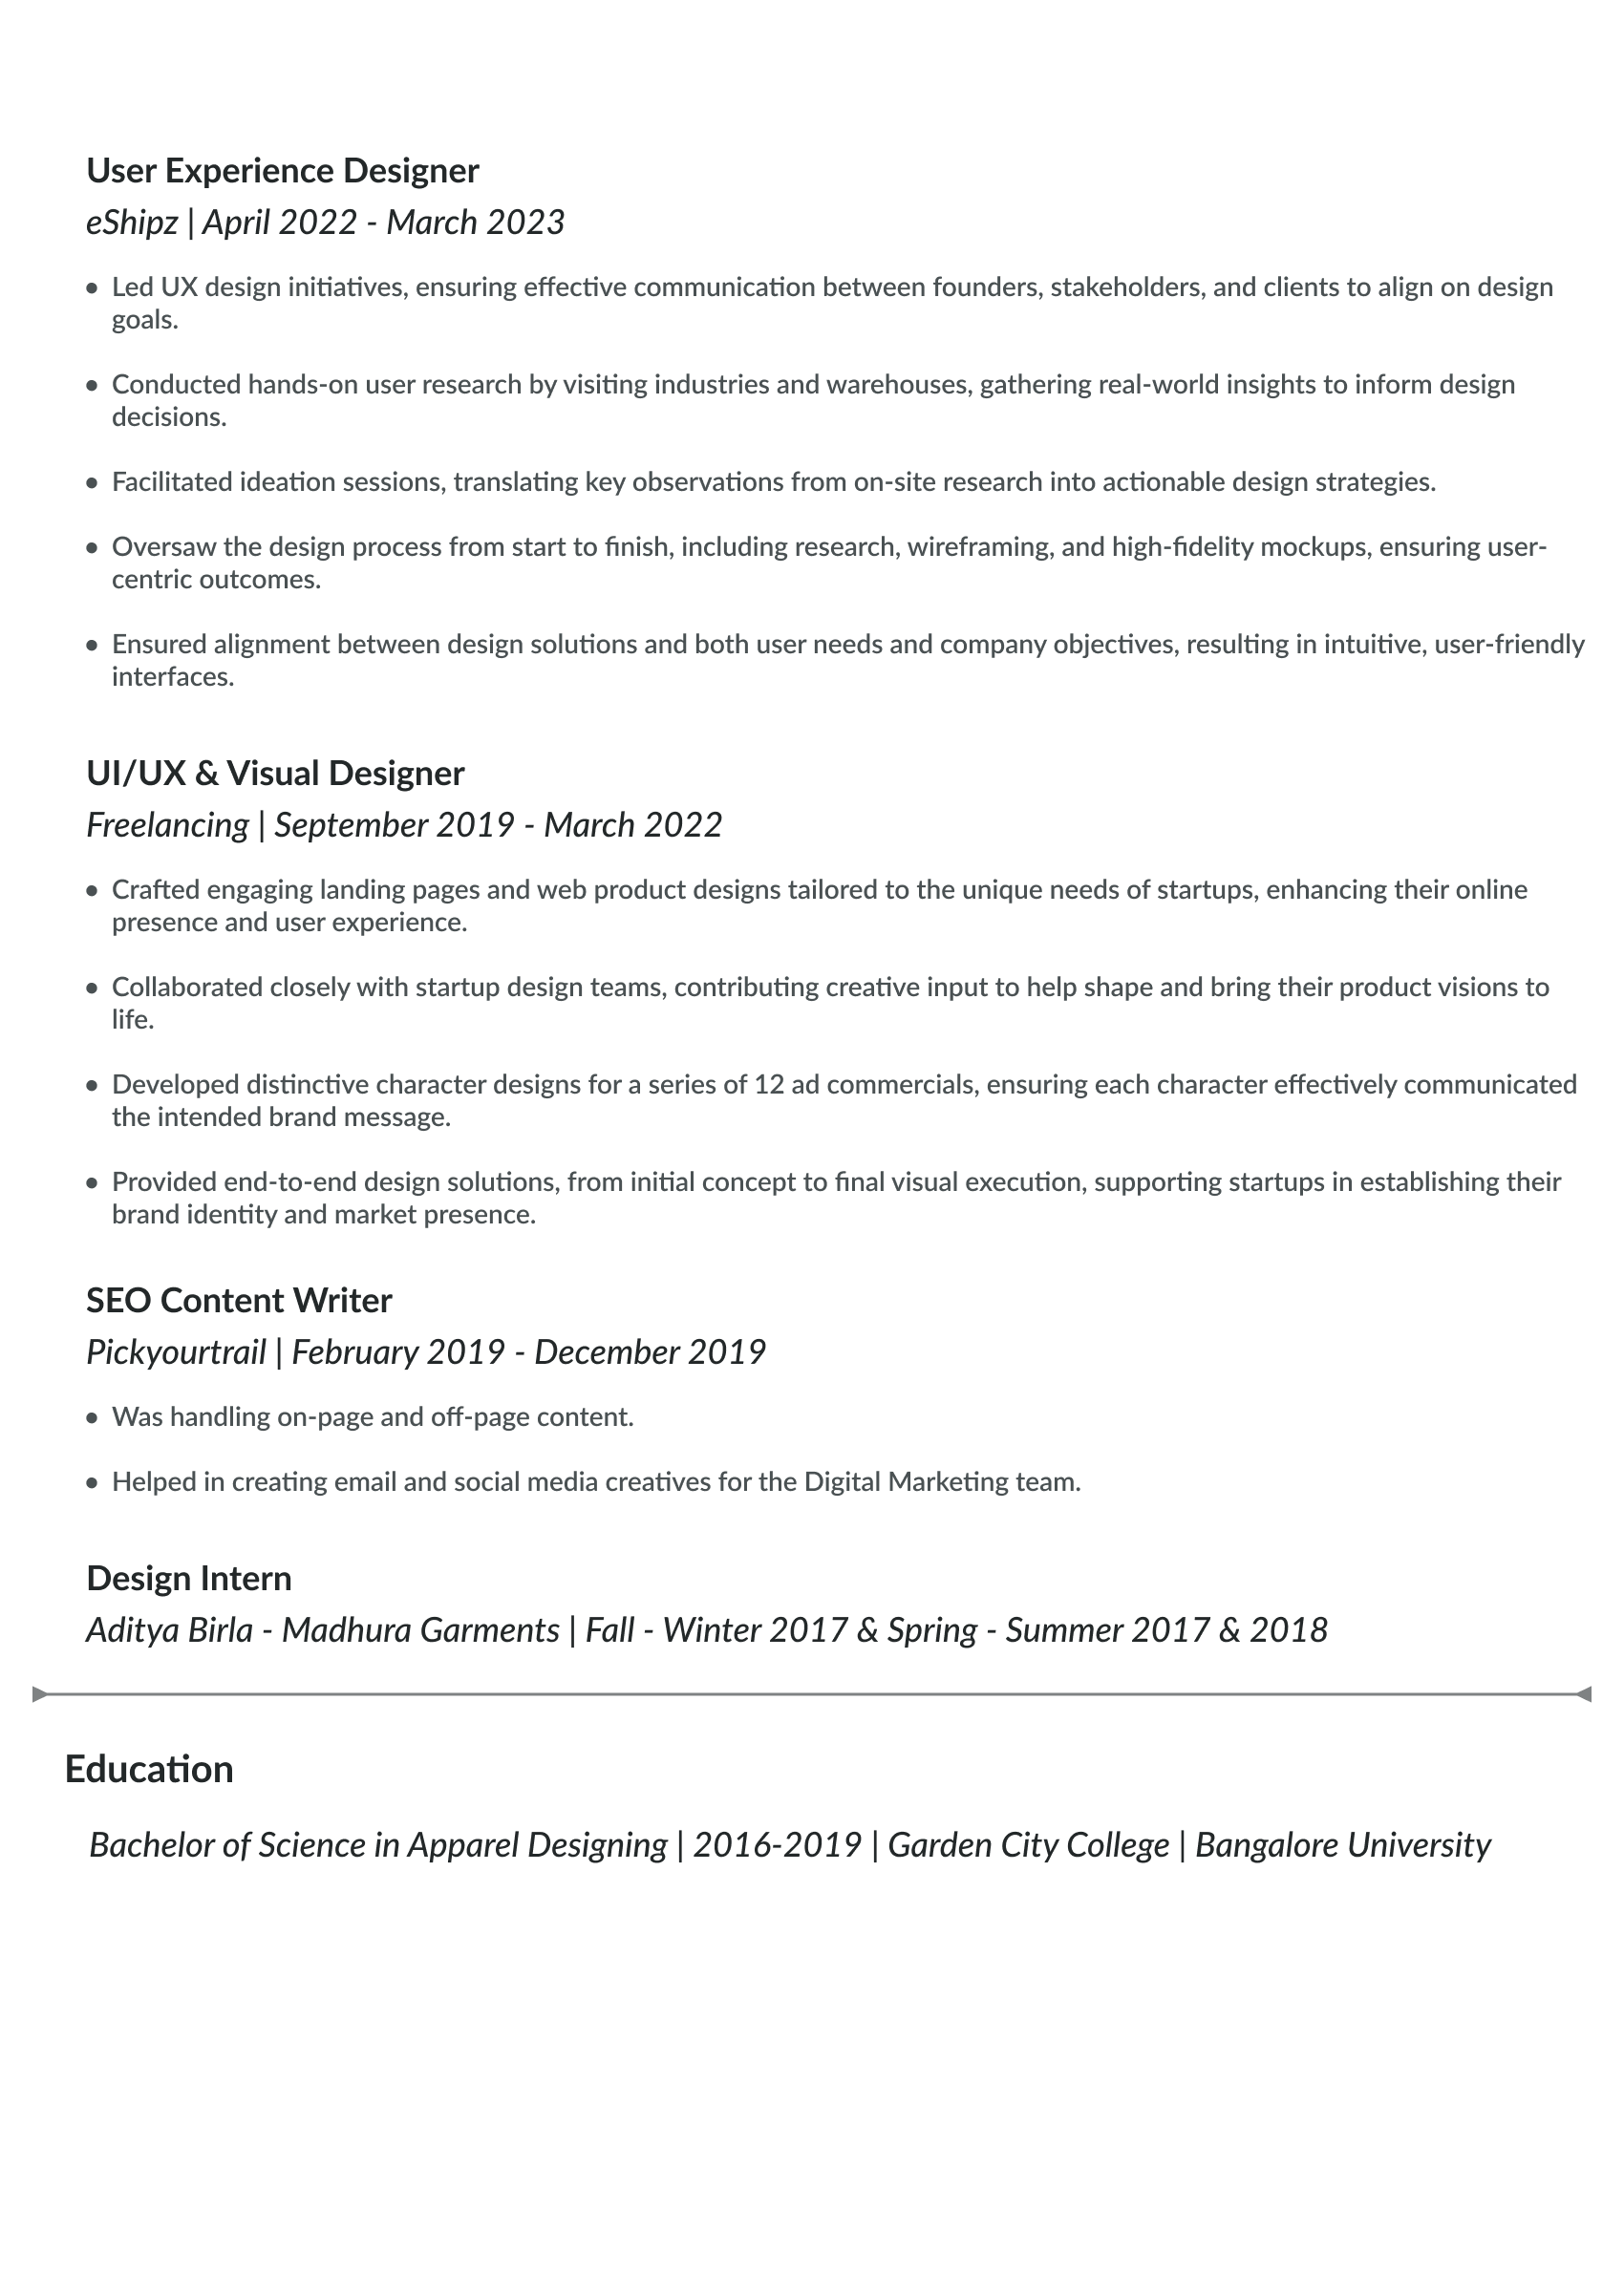 User Experience Designer
eShipz | April 2022 - March 2023
• Led UX design initiatives, ensuring effective communication between founders, stakeholders, and clients to align on design
goals.
• Conducted hands-on user research by visiting industries and warehouses, gathering real-world insights to inform design
decisions.
• Facilitated ideation sessions, translating key observations from on-site research into actionable design strategies.
• Oversaw the design process from start to finish, including research, wireframing, and high-fidelity mockups, ensuring user-
centric outcomes.
• Ensured alignment between design solutions and both user needs and company objectives, resulting in intuitive, user-friendly
interfaces.
UI/UX & Visual Designer
Freelancing | September 2019 - March 2022
• Crafted engaging landing pages and web product designs tailored to the unique needs of startups, enhancing their online
presence and user experience.
• Collaborated closely with startup design teams, contributing creative input to help shape and bring their product visions to
life.
• Developed distinctive character designs for a series of 12 ad commercials, ensuring each character effectively communicated
the intended brand message.
• Provided end-to-end design solutions, from initial concept to final visual execution, supporting startups in establishing their
brand identity and market presence.
SEO Content Writer
Pickyourtrail | February 2019 - December 2019
• Was handling on-page and off-page content.
• Helped in creating email and social media creatives for the Digital Marketing team.
Design Intern
Aditya Birla - Madhura Garments | Fall - Winter 2017 & Spring - Summer 2017 & 2018
Education
Bachelor of Science in Apparel Designing | 2016-2019 | Garden City College | Bangalore University